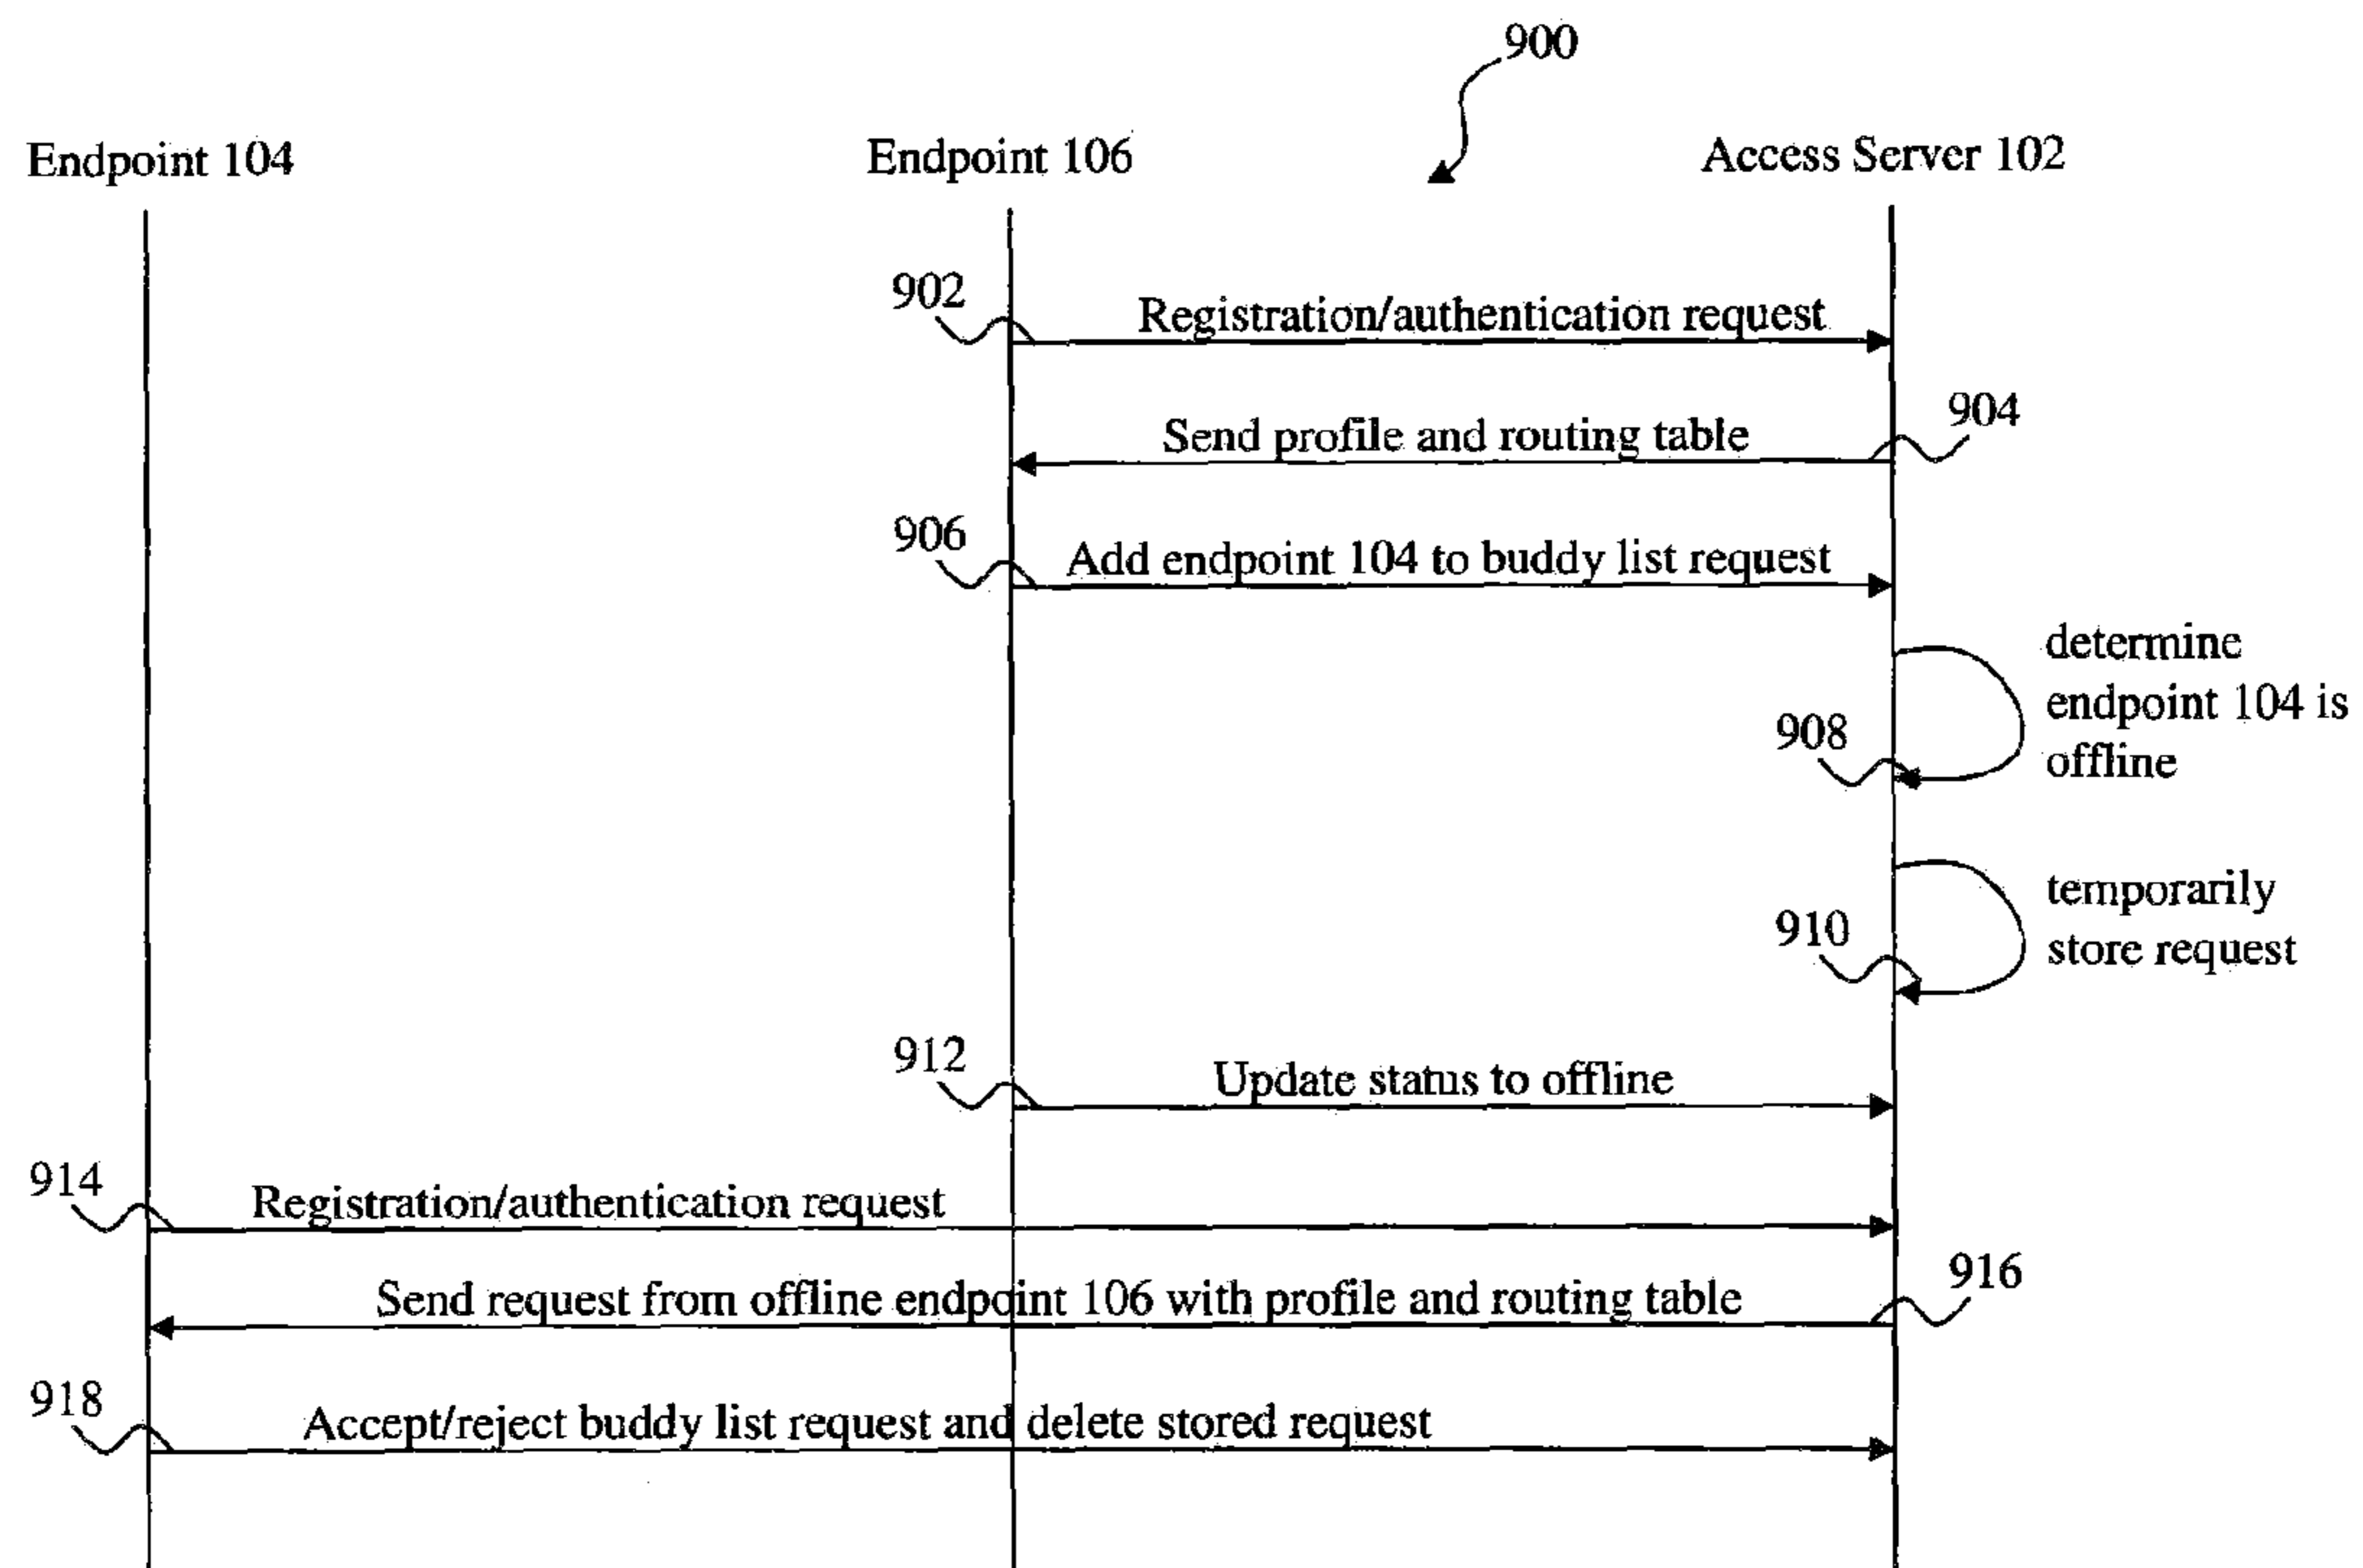 900
Endpoint 104
Endpoint 106
Access Server 102
902
Registration/authentication request
904
Send profile and routing table
906
Add endpoint 104 to buddy list request
determine
endpoint 104 is
offline
908
temporarily
store request
910
912
Update status to offline
914
Registration/authentication request
916
Send request from offline endpoint 106 with profile and routing table
918
Accept/reject buddy list request and delete stored request